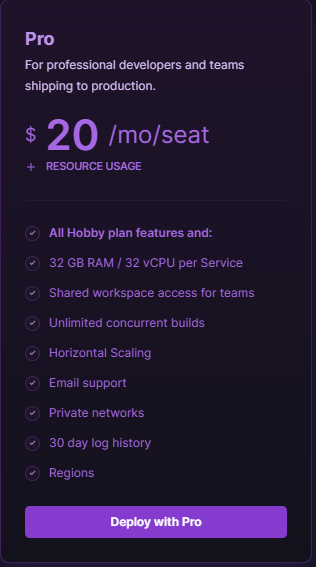 Pro
For professional developers and teams
shipping to production.
$ 20 /mo/seat
+ RESOURCE USAGE
All Hobby plan features and:
32 GB RAM / 32 vCPU per Service
Shared workspace access for teams
Unlimited concurrent builds
Horizontal Scaling
Email support
Private networks
30 day log history
Regions
Deploy with Pro